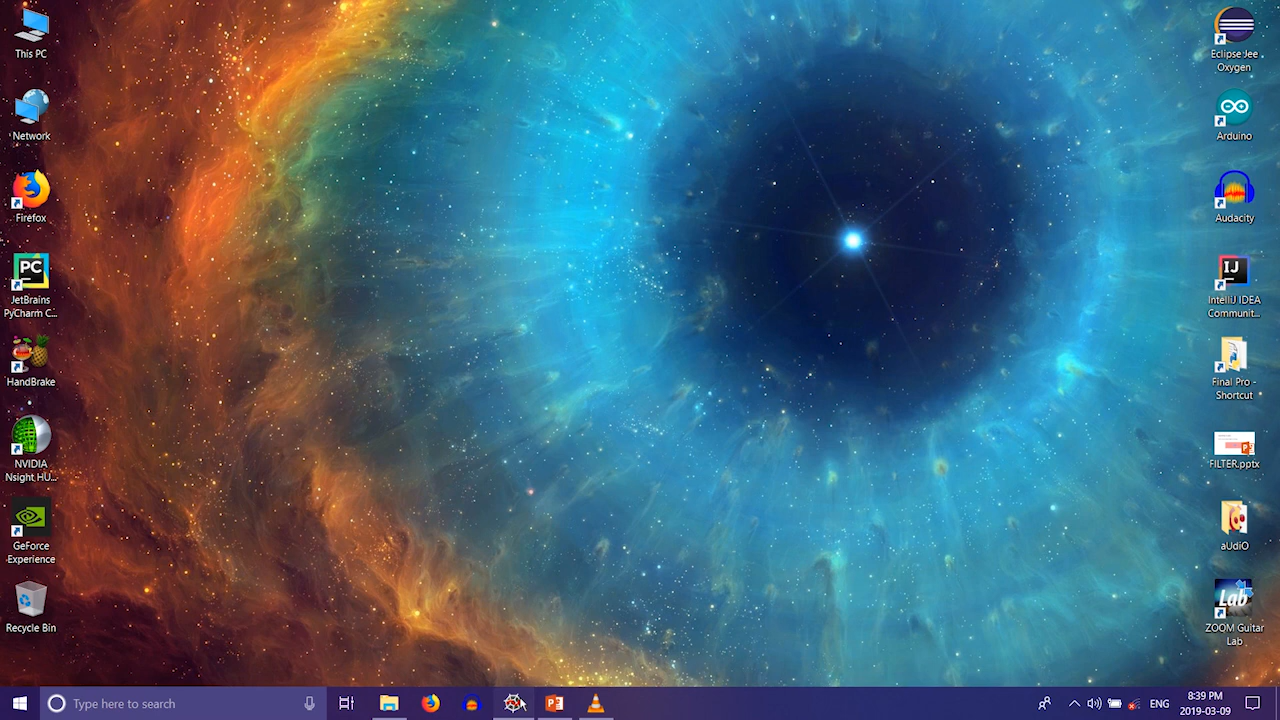 This PC
Network
Firefox
PC
JetBrains
PyCharm C...
HandBrake
NVIDIA
Nsight HU...
GeForce
Experience
Recycle Bin
Eclipse Jee
Oxygen
Arduino
Audacity
IJ
IntelliJ IDEA
Communit...
Final Pro -
Shortcut
FILTER.pptx
aUdiO
Lab
ZOOM Guitar
Lab
Type here to search
ENG
8:39 PM
2019-03-09